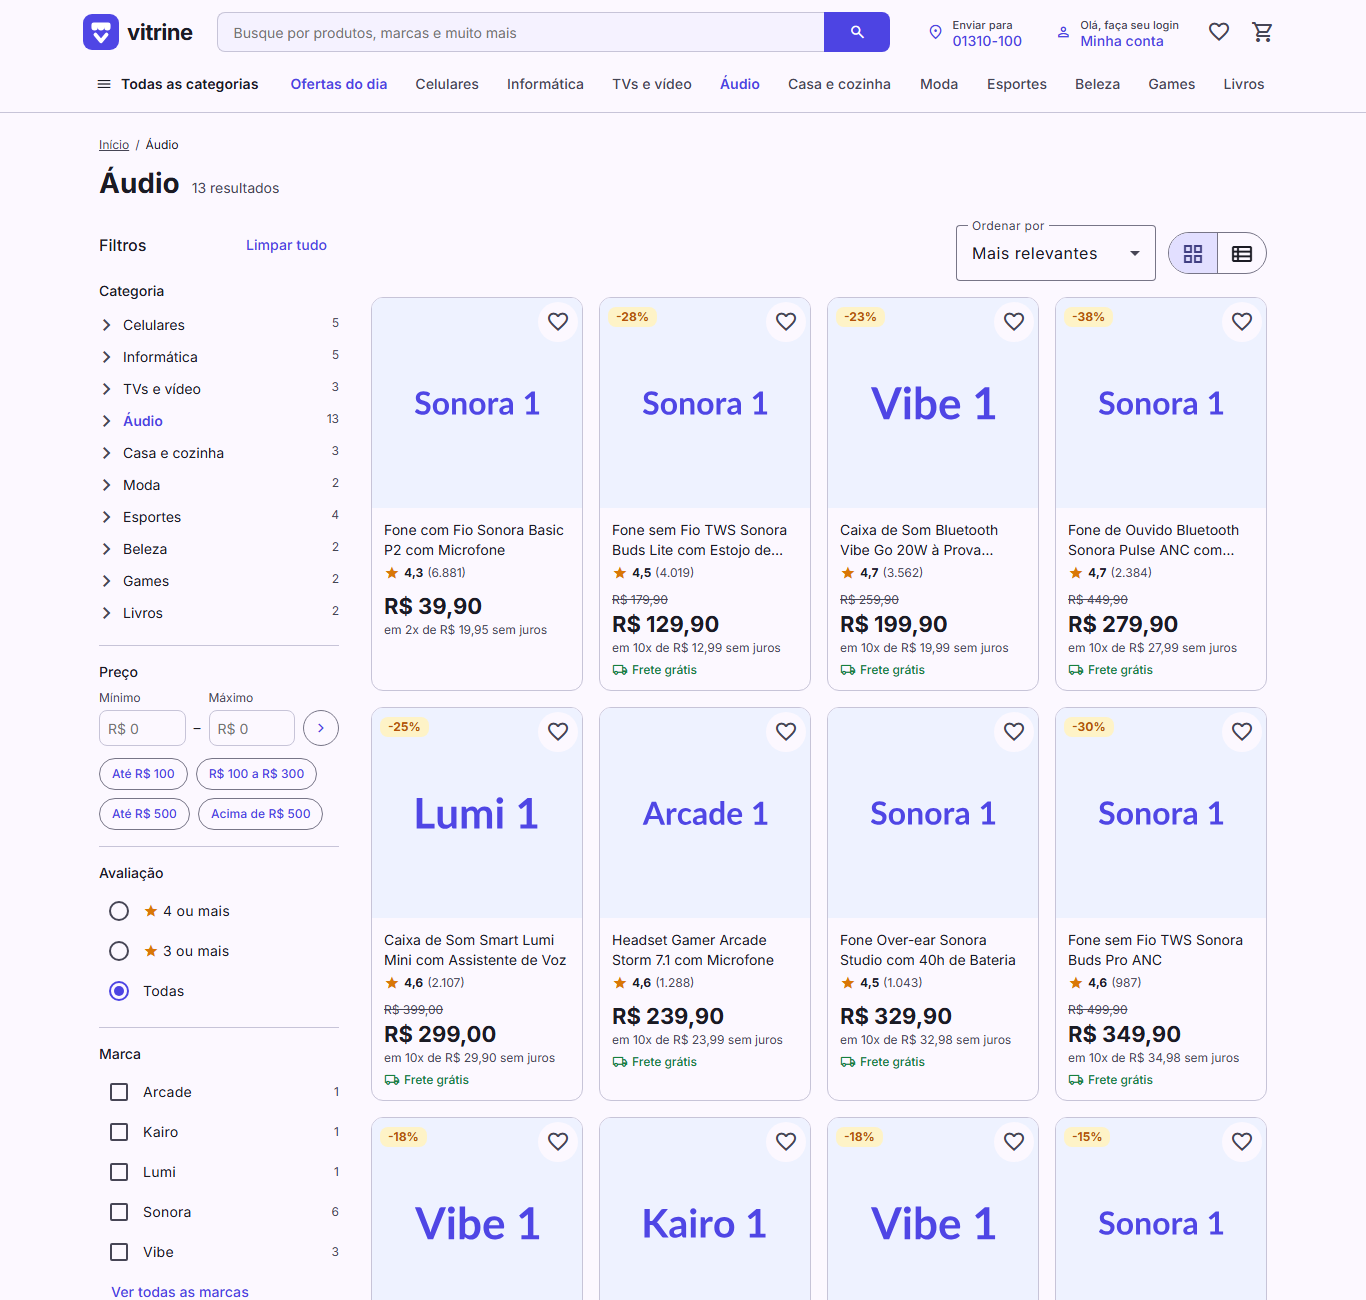 vitrine
Busque por produtos, marcas e muito mais
Enviar para
01310-100
Olá, faça seu login
Minha conta
Todas as categorias
Ofertas do dia
Celulares
Informática
TVs e vídeo
Áudio
Casa e cozinha
Moda
Esportes
Beleza
Games
Livros
Início / Áudio
Áudio 13 resultados
Filtros
Limpar tudo
Categoria
Celulares 5
Informática 5
TVs e vídeo 3
Áudio 13
Casa e cozinha 3
Moda 2
Esportes 4
Beleza 2
Games 2
Livros 2
Preço
Mínimo
Máximo
R$ 0 – R$ 0
Até R$ 100
R$ 100 a R$ 300
Até R$ 500
Acima de R$ 500
Avaliação
4 ou mais
3 ou mais
Todas
Marca
Arcade 1
Kairo 1
Lumi 1
Sonora 6
Vibe 3
Ver todas as marcas
Ordenar por
Mais relevantes
Sonora 1
Fone com Fio Sonora Basic
P2 com Microfone
4,3 (6.881)
R$ 39,90
em 2x de R$ 19,95 sem juros
-28%
Sonora 1
Fone sem Fio TWS Sonora
Buds Lite com Estojo de...
4,5 (4.019)
R$ 179,90
R$ 129,90
em 10x de R$ 12,99 sem juros
Frete grátis
-23%
Vibe 1
Caixa de Som Bluetooth
Vibe Go 20W à Prova...
4,7 (3.562)
R$ 259,90
R$ 199,90
em 10x de R$ 19,99 sem juros
Frete grátis
-38%
Sonora 1
Fone de Ouvido Bluetooth
Sonora Pulse ANC com...
4,7 (2.384)
R$ 449,90
R$ 279,90
em 10x de R$ 27,99 sem juros
Frete grátis
-25%
Lumi 1
Caixa de Som Smart Lumi
Mini com Assistente de Voz
4,6 (2.107)
R$ 399,00
R$ 299,00
em 10x de R$ 29,90 sem juros
Frete grátis
Arcade 1
Headset Gamer Arcade
Storm 7.1 com Microfone
4,6 (1.288)
R$ 239,90
em 10x de R$ 23,99 sem juros
Frete grátis
Sonora 1
Fone Over-ear Sonora
Studio com 40h de Bateria
4,5 (1.043)
R$ 329,90
em 10x de R$ 32,98 sem juros
Frete grátis
-30%
Sonora 1
Fone sem Fio TWS Sonora
Buds Pro ANC
4,6 (987)
R$ 499,90
R$ 349,90
em 10x de R$ 34,98 sem juros
Frete grátis
-18%
Vibe 1
Kairo 1
-18%
Vibe 1
-15%
Sonora 1